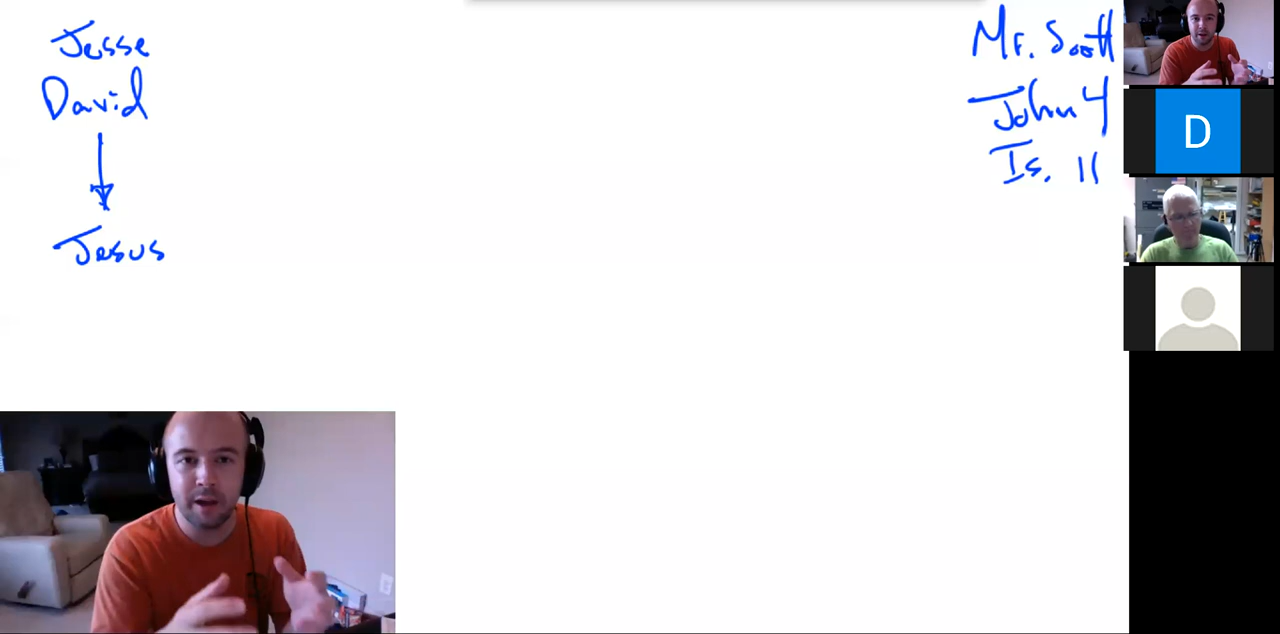 Jesse
David
Jesus
Mr. Scott
John 4
Is. 11
D